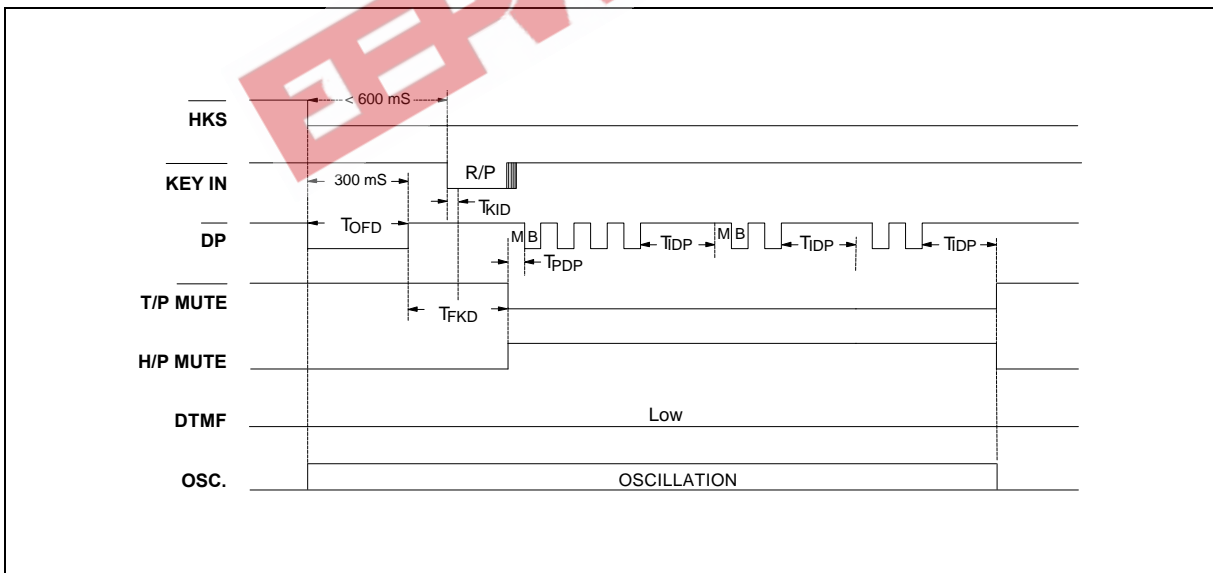 < 600 mS
HKS
R/P
KEY IN
300 mS
TKID
TOFD
DP
M B
TIDP
M B
TIDP
TIDP
TPDP
T/P MUTE
TFKD
H/P MUTE
Low
DTMF
OSC.
OSCILLATION